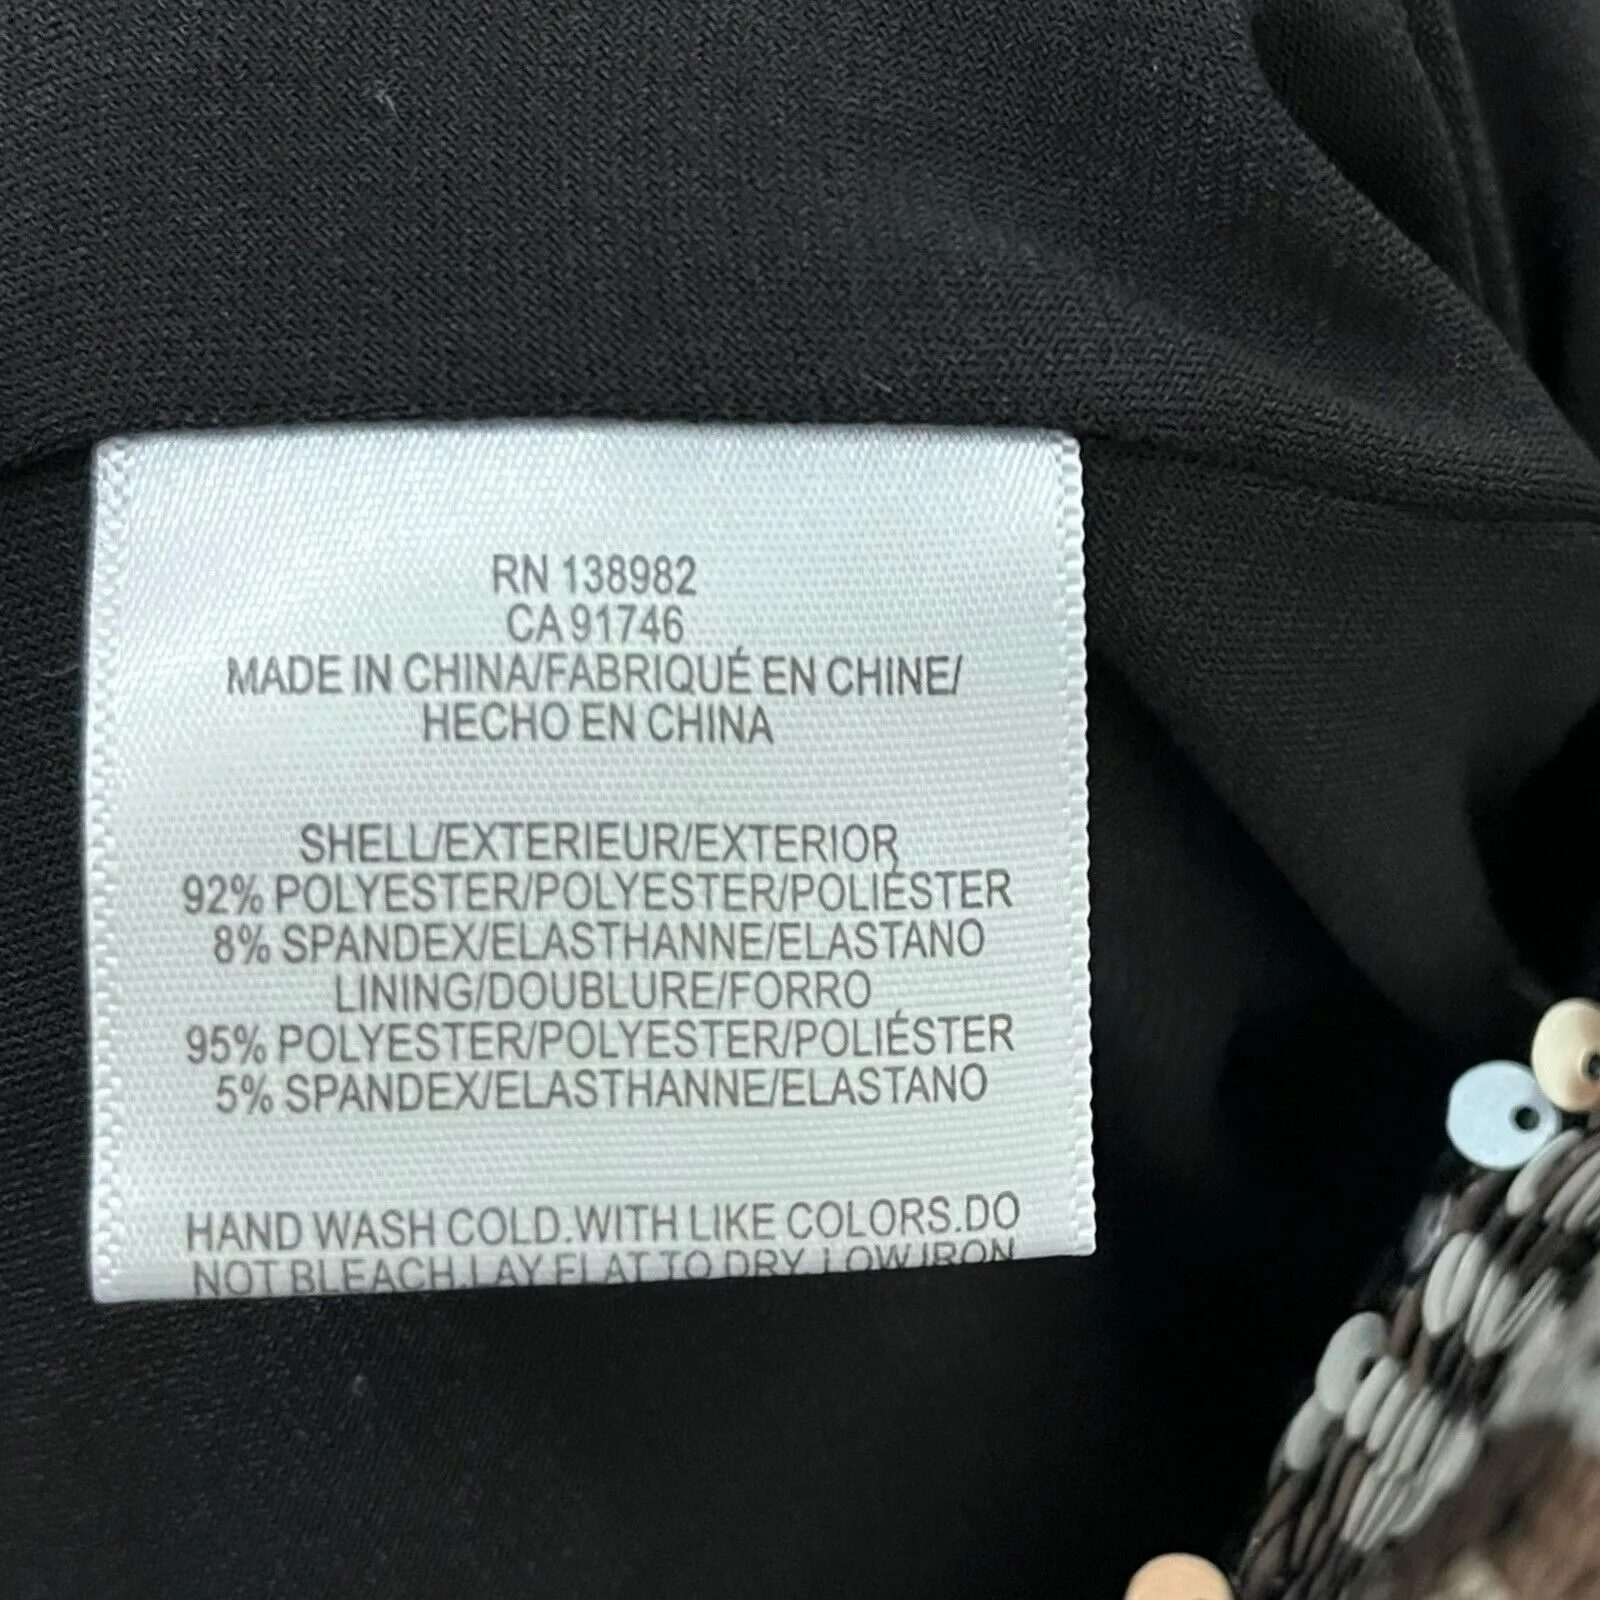 RN 138982
CA 91746
MADE IN CHINA/FABRIQUÉ EN CHINE/
HECHO EN CHINA
SHELL/EXTERIEUR/EXTERIOR
92% POLYESTER/POLYESTER/POLIÉSTER
8% SPANDEX/ELASTHANNE/ELASTANO
LINING/DOUBLURE/FORRO
95% POLYESTER/POLYESTER/POLIÉSTER
5% SPANDEX/ELASTHANNE/ELASTANO
HAND WASH COLD.WITH LIKE COLORS.DO
NOT BLEACH.LAY FLAT TO DRY. LOW IRON